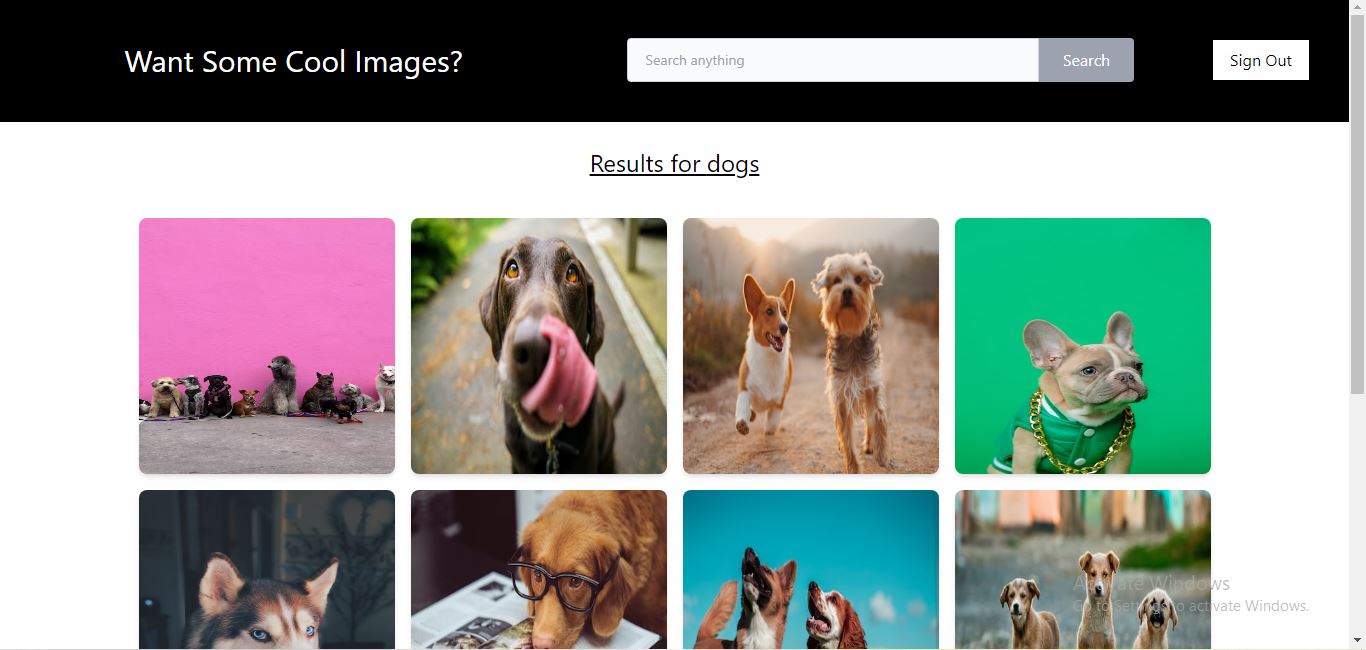 Want Some Cool Images?
Search anything
Search
Sign Out
Results for dogs
Activate Windows
Go to Settings to activate Windows.